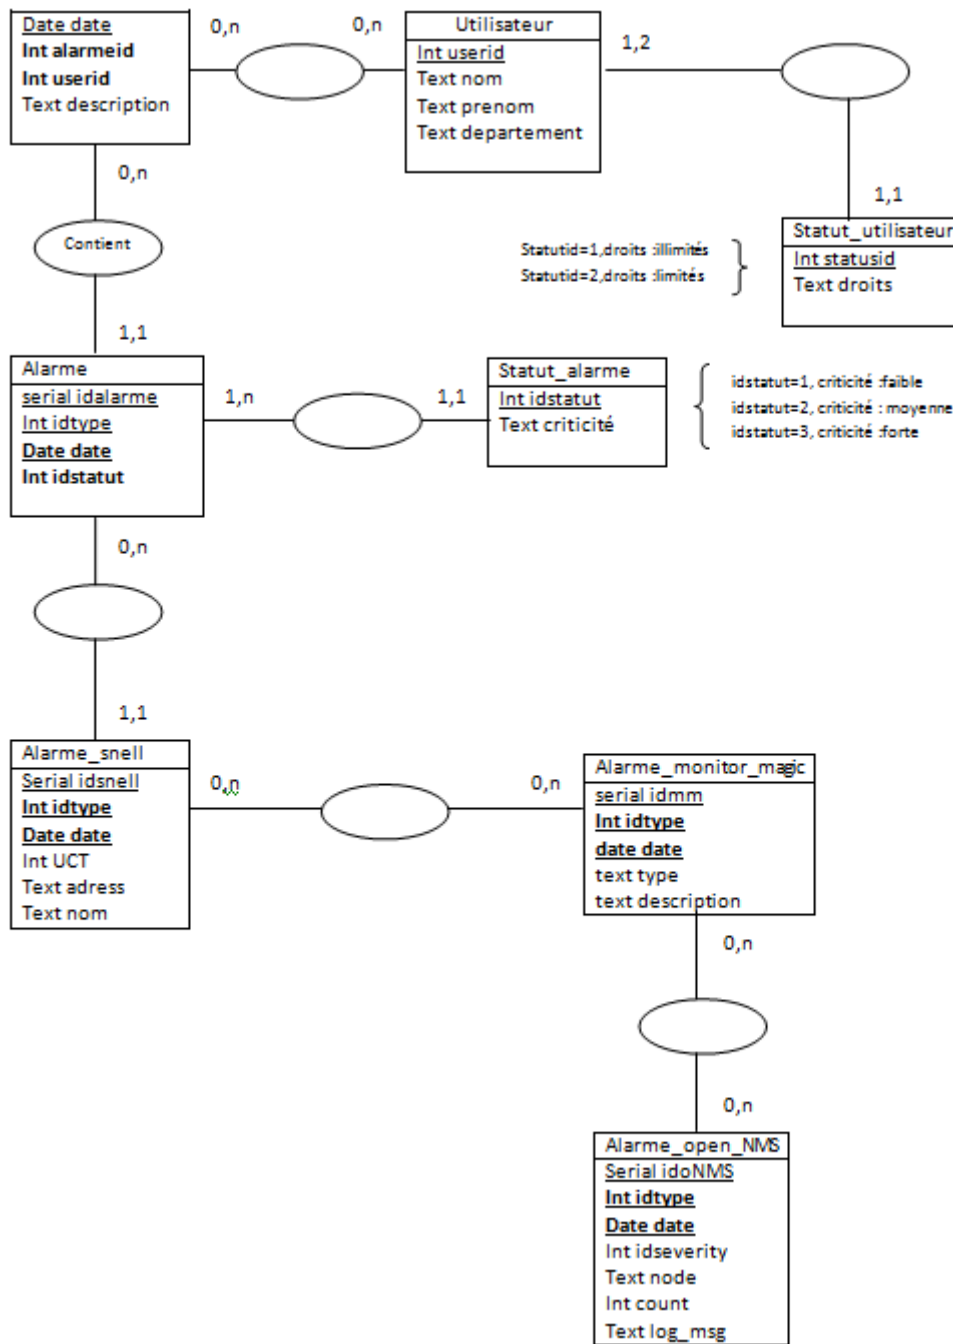 Date date
Int alarmeid
Int userid
Text description
0,n
0,n
Utilisateur
Int userid
Text nom
Text prenom
Text departement
1,2
0,n
Contient
1,1
1,1
Statut_utilisateur
Int statusid
Text droits
Statutid=1,droits :illimités
Statutid=2,droits :limités
Alarme
serial idalarme
Int idtype
Date date
Int idstatut
1,n
1,1
Statut_alarme
Int idstatut
Text criticité
idstatut=1, criticité :faible
idstatut=2, criticité : moyenne
idstatut=3, criticité :forte
0,n
1,1
Alarme_snell
Serial idsnell
Int idtype
Date date
Int UCT
Text adress
Text nom
0,n
0,n
Alarme_monitor_magic
serial idmm
Int idtype
date date
text type
text description
0,n
0,n
Alarme_open_NMS
Serial idoNMS
Int idtype
Date date
Int idseverity
Text node
Int count
Text log_msg